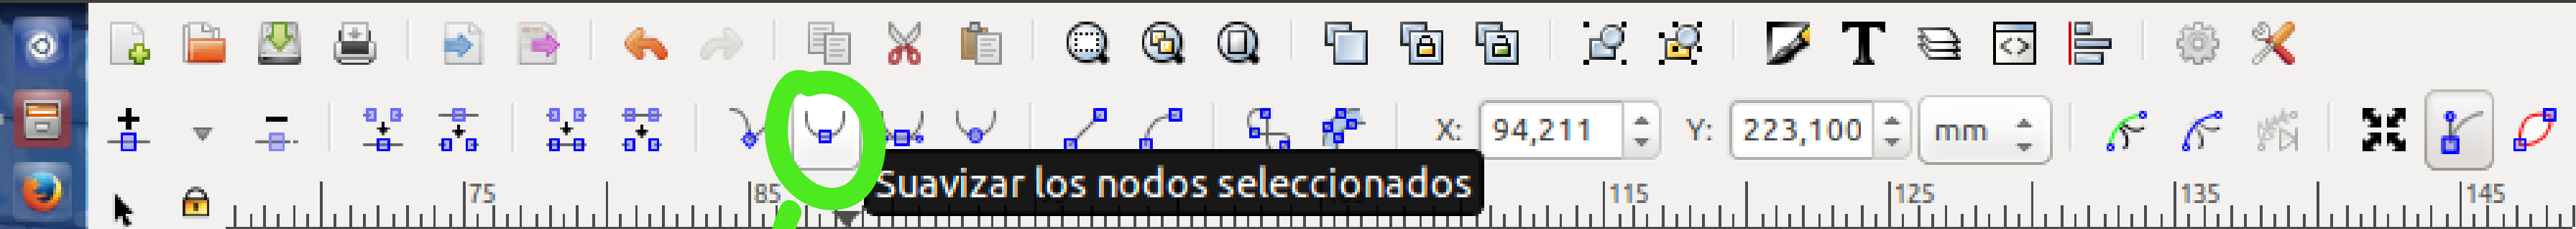 X: 94,211 Y: 223,100 mm
Suavizar los nodos seleccionados
75 85 115 125 135 145